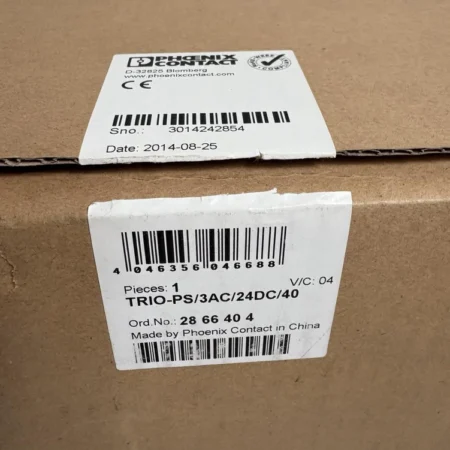 PHŒNIX
CONTACT
D-32825 Blomberg
www.phoenixcontact.com
CE
Sno.: 3014242854
Date: 2014-08-25
4 046356 046688
Pieces: 1 V/C: 04
TRIO-PS/3AC/24DC/40
Ord.No.: 28 66 40 4
Made by Phoenix Contact in China